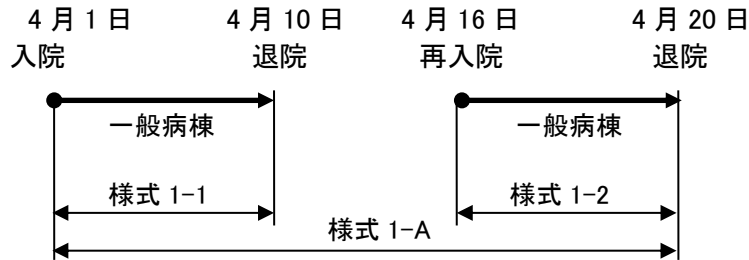 4月1日 4月10日 4月16日 4月20日
入院 退院 再入院 退院
一般病棟 一般病棟
様式 1-1 様式 1-2
様式 1-A